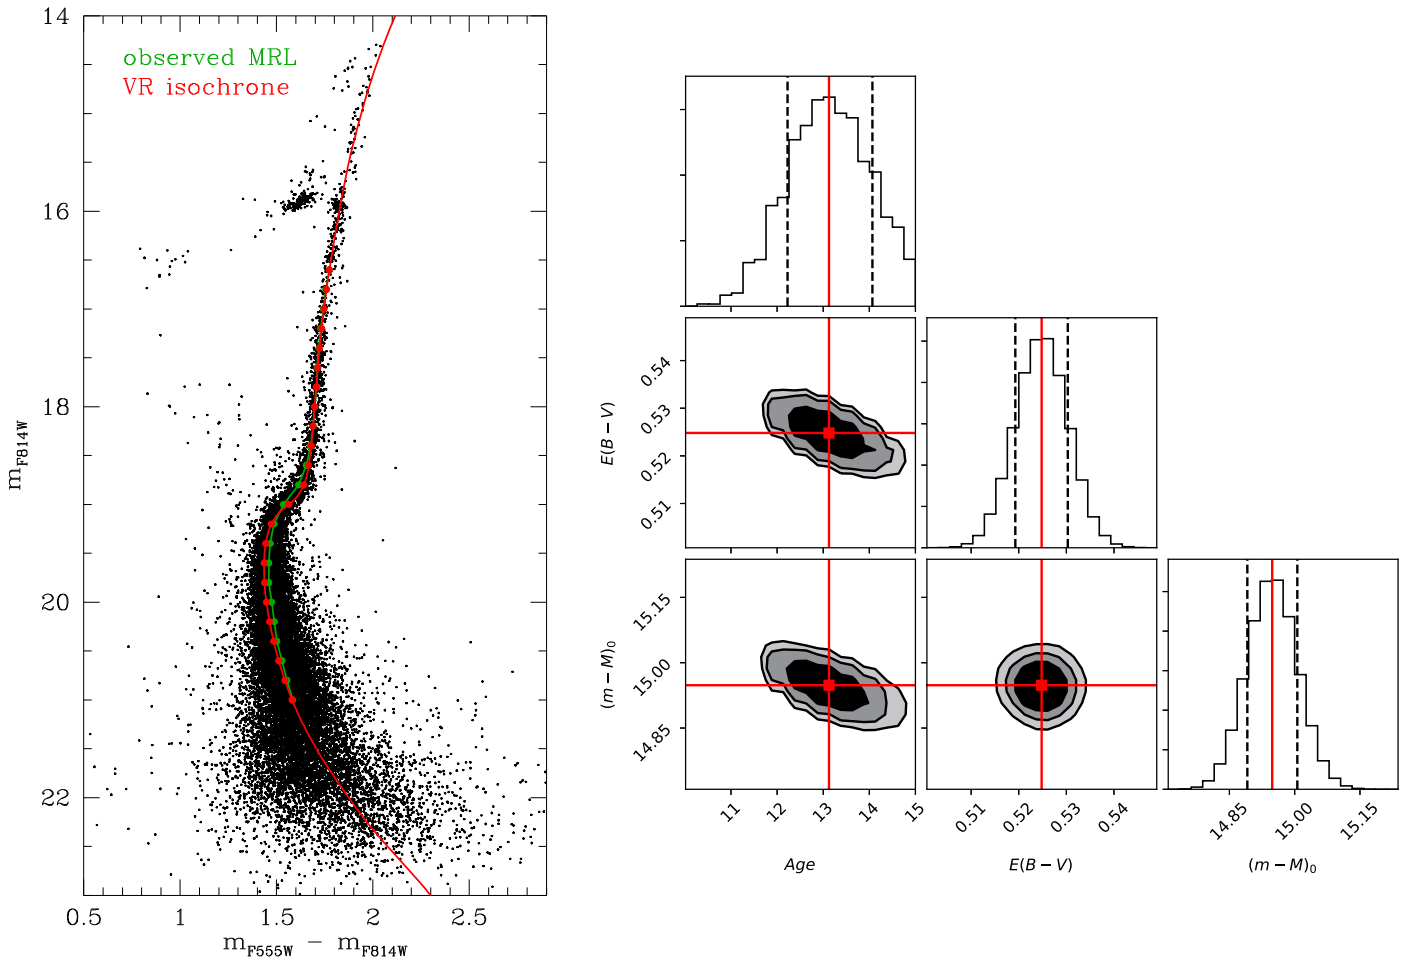 observed MRL
VR isochrone
14
16
18
20
22
m_F814W
0.5 1 1.5 2 2.5
m_F555W − m_F814W
0.54
0.53
0.52
0.51
E(B − V)
15.15
15.00
14.85
(m − M)₀
11 12 13 14 15
Age
0.51 0.52 0.53 0.54
E(B − V)
14.85 15.00 15.15
(m − M)₀